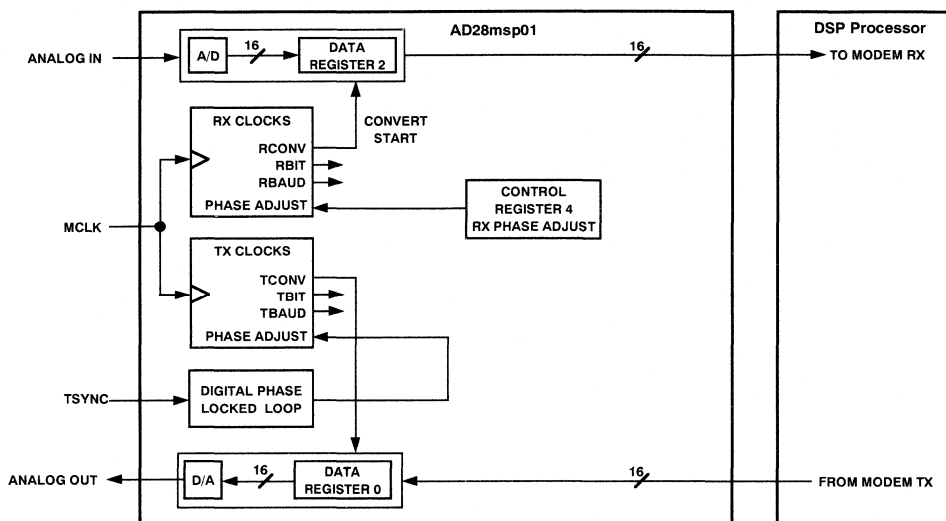 AD28msp01
DSP Processor
ANALOG IN
A/D
16
DATA
REGISTER 2
16
TO MODEM RX
RX CLOCKS
RCONV
RBIT
RBAUD
PHASE ADJUST
CONVERT
START
CONTROL
REGISTER 4
RX PHASE ADJUST
MCLK
TX CLOCKS
TCONV
TBIT
TBAUD
PHASE ADJUST
TSYNC
DIGITAL PHASE
LOCKED LOOP
ANALOG OUT
D/A
16
DATA
REGISTER 0
16
FROM MODEM TX